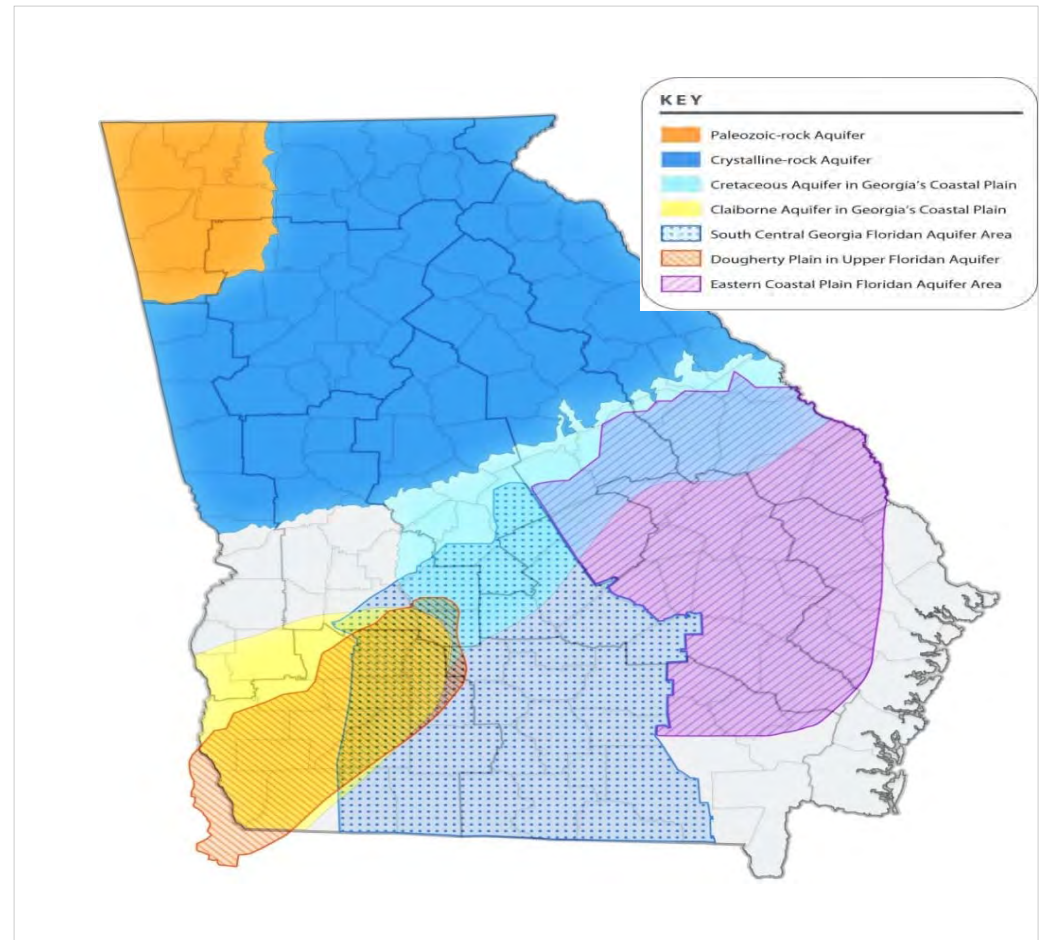 KEY
Paleozoic-rock Aquifer
Crystalline-rock Aquifer
Cretaceous Aquifer in Georgia's Coastal Plain
Claiborne Aquifer in Georgia's Coastal Plain
South Central Georgia Floridan Aquifer Area
Dougherty Plain in Upper Floridan Aquifer
Eastern Coastal Plain Floridan Aquifer Area